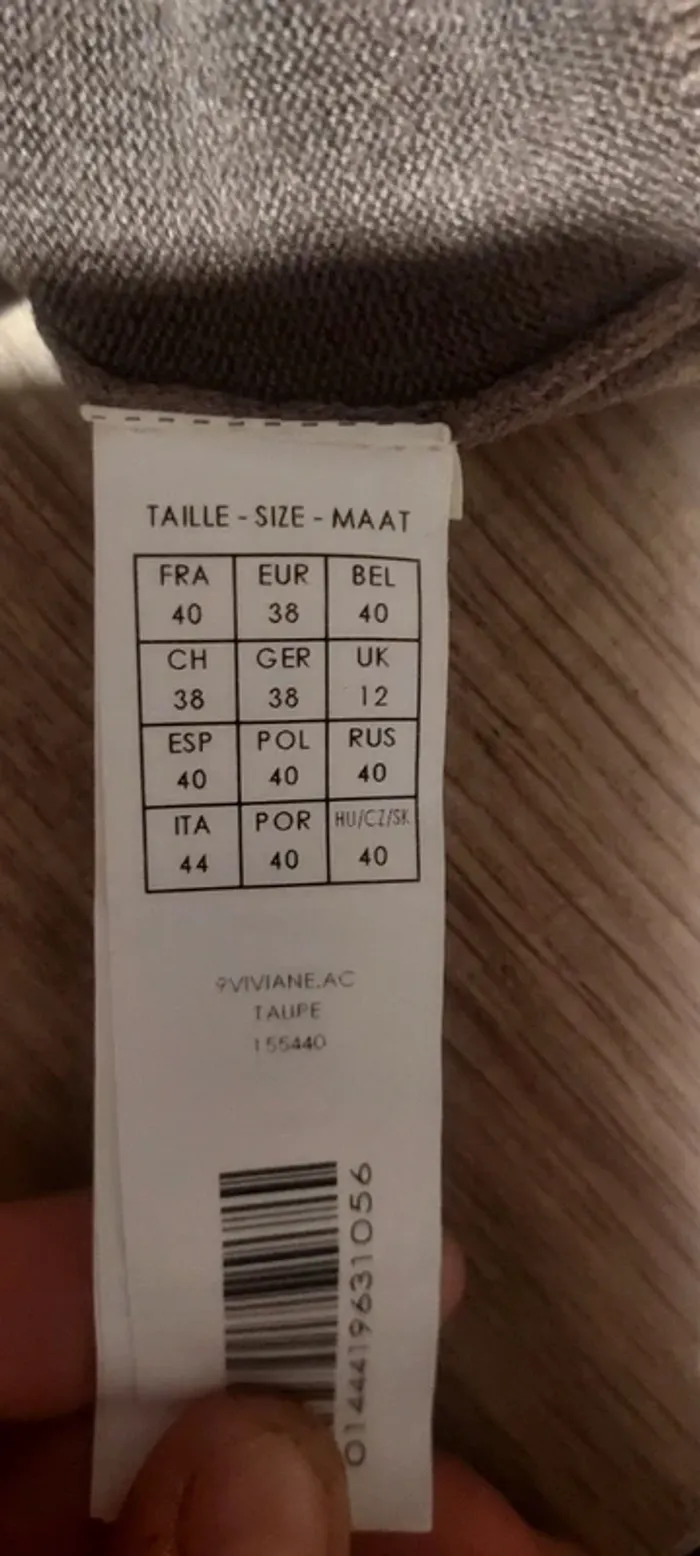 TAILLE - SIZE - MAAT
FRA EUR BEL
40 38 40
CH GER UK
38 38 12
ESP POL RUS
40 40 40
ITA POR HU/CZ/SK
44 40 40
9VIVIANE.AC
TAUPE
155440
0144419631056